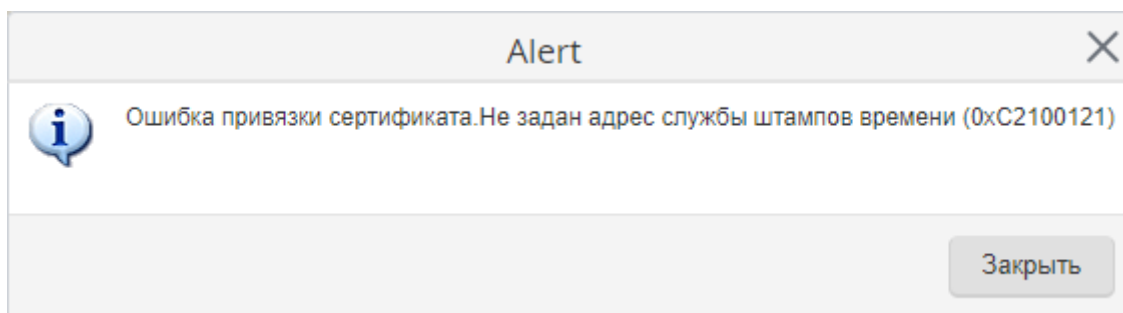 Alert
Ошибка привязки сертификата.Не задан адрес службы штампов времени (0xC2100121)
Закрыть